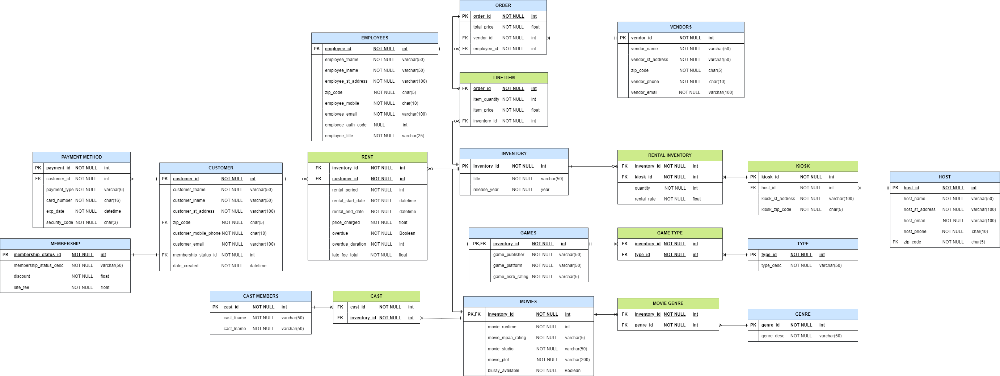 ORDER
PK order_id NOT NULL int
total_price NOT NULL float
FK vendor_id NOT NULL int
FK employee_id NOT NULL int
VENDORS
PK vendor_id NOT NULL int
vendor_name NOT NULL varchar(50)
vendor_st_address NOT NULL varchar(50)
zip_code NOT NULL char(5)
vendor_phone NOT NULL char(10)
vendor_email NOT NULL varchar(100)
EMPLOYEES
PK employee_id NOT NULL int
employee_fname NOT NULL varchar(50)
employee_lname NOT NULL varchar(50)
employee_st_address NOT NULL varchar(100)
zip_code NOT NULL char(5)
employee_mobile NOT NULL char(10)
employee_email NOT NULL varchar(100)
employee_auth_code NULL int
employee_title NOT NULL varchar(25)
LINE ITEM
FK order_id NOT NULL int
item_quantity NOT NULL int
item_price NOT NULL float
FK inventory_id NOT NULL int
PAYMENT METHOD
PK payment_id NOT NULL int
FK customer_id NOT NULL int
payment_type NOT NULL varchar(6)
card_number NOT NULL char(16)
exp_date NOT NULL datetime
security_code NOT NULL char(3)
CUSTOMER
PK customer_id NOT NULL int
customer_fname NOT NULL varchar(50)
customer_lname NOT NULL varchar(50)
customer_st_address NOT NULL varchar(100)
FK zip_code NOT NULL char(5)
customer_mobile_phone NOT NULL char(10)
customer_email NOT NULL varchar(100)
FK membership_status_id NOT NULL int
date_created NOT NULL datetime
RENT
FK inventory_id NOT NULL int
FK customer_id NOT NULL int
rental_period NOT NULL int
rental_start_date NOT NULL datetime
rental_end_date NOT NULL datetime
price_charged NOT NULL float
overdue NOT NULL Boolean
overdue_duration NOT NULL int
late_fee_total NOT NULL float
INVENTORY
PK inventory_id NOT NULL int
title NOT NULL varchar(50)
release_year NOT NULL year
RENTAL INVENTORY
FK inventory_id NOT NULL int
FK kiosk_id NOT NULL int
quantity NOT NULL int
rental_rate NOT NULL float
KIOSK
PK kiosk_id NOT NULL int
FK host_id NOT NULL int
kiosk_st_address NOT NULL varchar(100)
kiosk_zip_code NOT NULL char(5)
HOST
PK host_id NOT NULL int
host_name NOT NULL varchar(50)
host_st_address NOT NULL varchar(100)
host_email NOT NULL varchar(100)
host_phone NOT NULL char(10)
FK zip_code NOT NULL char(5)
MEMBERSHIP
PK membership_status_id NOT NULL int
membership_status_desc NOT NULL varchar(50)
discount NOT NULL float
late_fee NOT NULL float
GAMES
PK,FK inventory_id NOT NULL int
game_publisher NOT NULL varchar(50)
game_platform NOT NULL varchar(50)
game_esrb_rating NOT NULL varchar(5)
GAME TYPE
FK inventory_id NOT NULL int
FK type_id NOT NULL int
TYPE
PK type_id NOT NULL int
type_desc NOT NULL varchar(50)
CAST MEMBERS
PK cast_id NOT NULL int
cast_fname NOT NULL varchar(50)
cast_lname NOT NULL varchar(50)
CAST
FK cast_id NOT NULL int
FK inventory_id NOT NULL int
MOVIES
PK,FK inventory_id NOT NULL int
movie_runtime NOT NULL int
movie_mpaa_rating NOT NULL varchar(5)
movie_studio NOT NULL varchar(50)
movie_plot NOT NULL varchar(200)
bluray_available NOT NULL Boolean
MOVIE GENRE
FK inventory_id NOT NULL int
FK genre_id NOT NULL int
GENRE
PK genre_id NOT NULL int
genre_desc NOT NULL varchar(50)